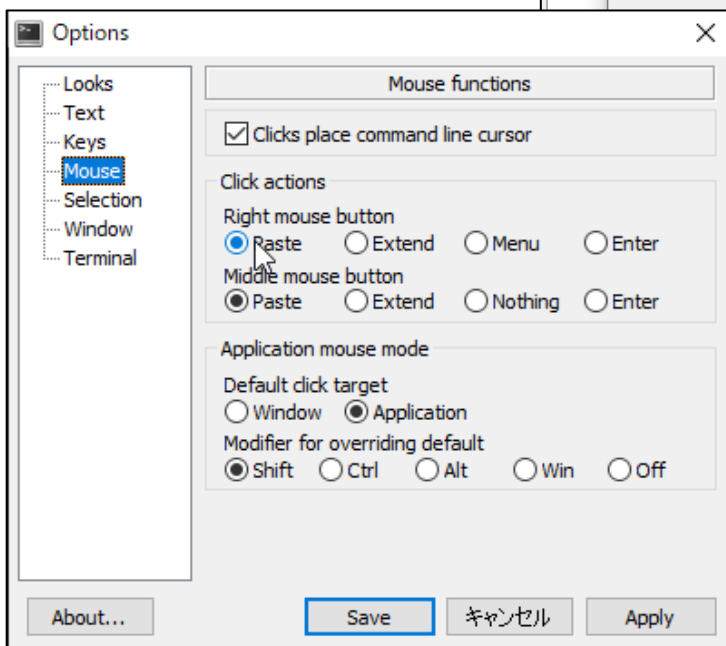 Options
Looks
Text
Keys
Mouse
Selection
Window
Terminal
Mouse functions
Clicks place command line cursor
Click actions
Right mouse button
Paste Extend Menu Enter
Middle mouse button
Paste Extend Nothing Enter
Application mouse mode
Default click target
Window Application
Modifier for overriding default
Shift Ctrl Alt Win Off
About... Save キャンセル Apply